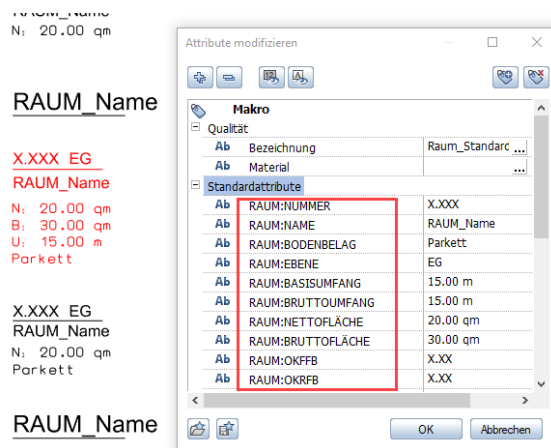 RAUM_Name
N: 20.00 qm
RAUM_Name
X.XXX EG
RAUM_Name
N: 20.00 qm
B: 30.00 qm
U: 15.00 m
Parkett
X.XXX EG
RAUM_Name
N: 20.00 qm
Parkett
RAUM_Name
Attribute modifizieren
Makro
Qualität
Ab Bezeichnung Raum_Standard ...
Ab Material ...
Standardattribute
Ab RAUM:NUMMER X.XXX
Ab RAUM:NAME RAUM_Name
Ab RAUM:BODENBELAG Parkett
Ab RAUM:EBENE EG
Ab RAUM:BASISUMFANG 15.00 m
Ab RAUM:BRUTTOUMFANG 15.00 m
Ab RAUM:NETTOFLÄCHE 20.00 qm
Ab RAUM:BRUTTOFLÄCHE 30.00 qm
Ab RAUM:OKFFB X.XX
Ab RAUM:OKRFB X.XX
OK Abbrechen